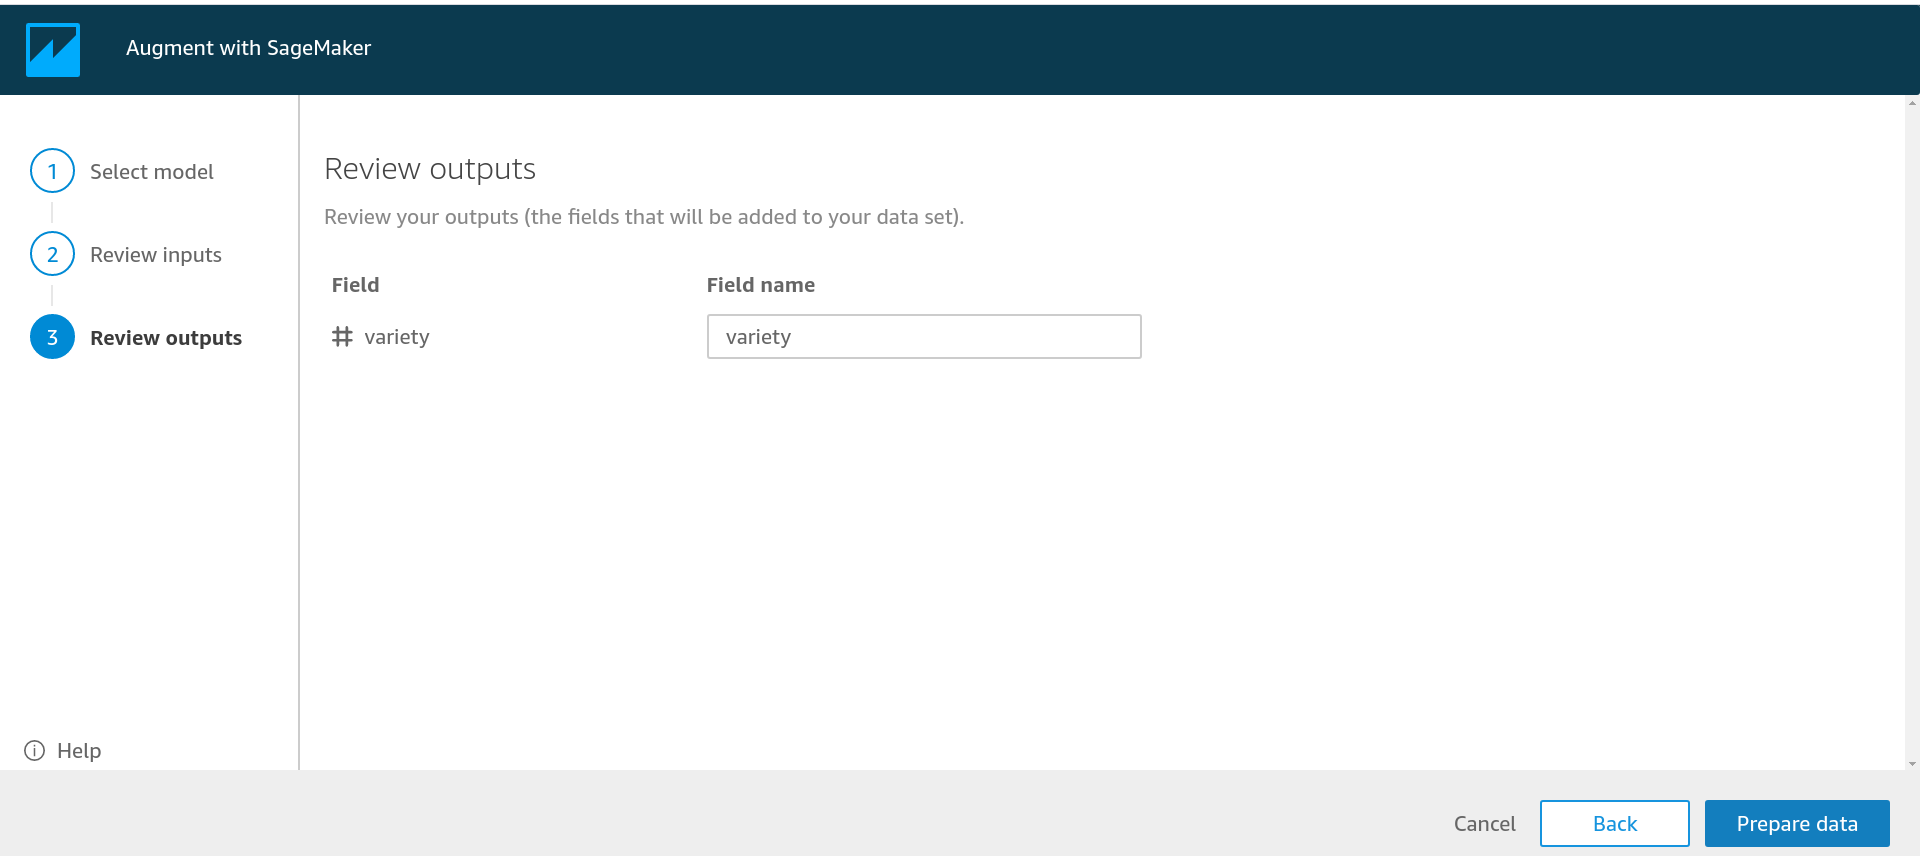 Augment with SageMaker
1 Select model
2 Review inputs
3 Review outputs
Help
Review outputs
Review your outputs (the fields that will be added to your data set).
Field Field name
variety variety
Cancel Back Prepare data